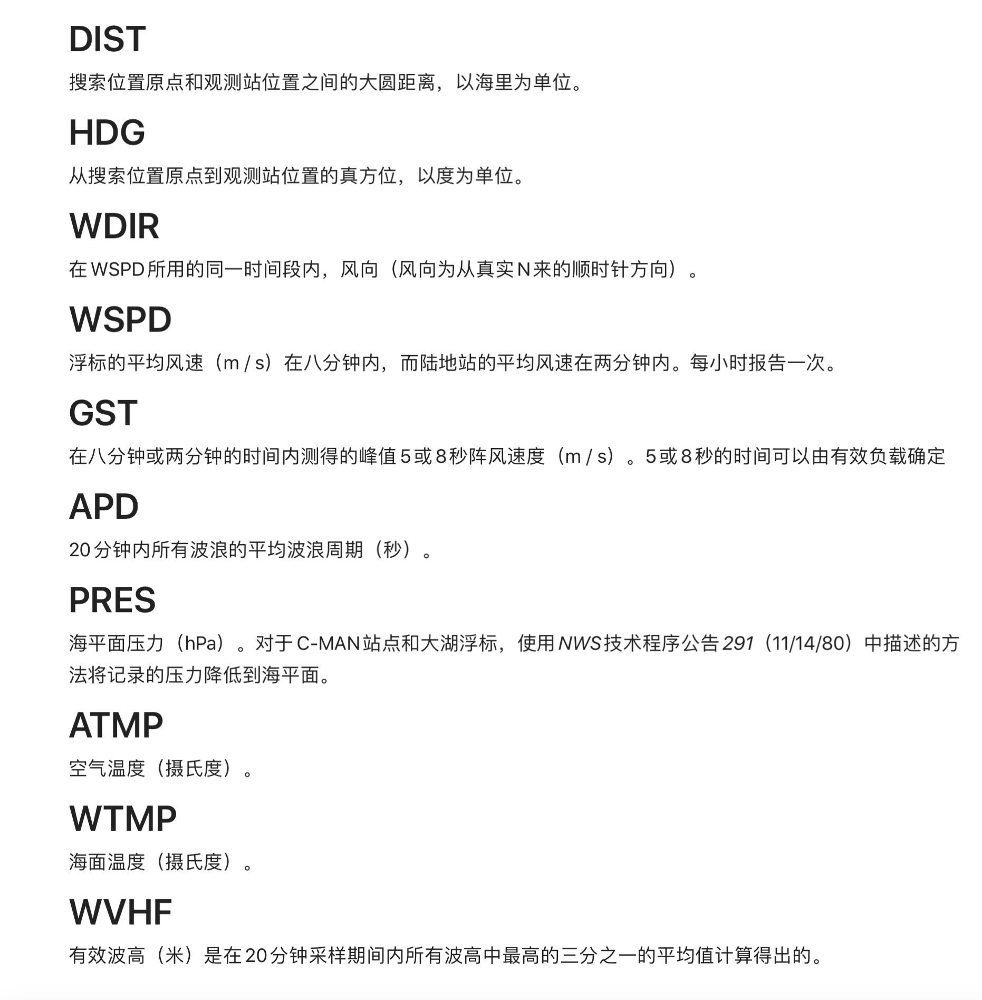 DIST
搜索位置原点和观测站位置之间的大圆距离，以海里为单位。
HDG
从搜索位置原点到观测站位置的真方位，以度为单位。
WDIR
在WSPD所用的同一时间段内，风向（风向为从真实N来的顺时针方向）。
WSPD
浮标的平均风速（m / s）在八分钟内，而陆地站的平均风速在两分钟内。每小时报告一次。
GST
在八分钟或两分钟的时间内测得的峰值5或8秒阵风速度（m / s）。5或8秒的时间可以由有效负载确定
APD
20分钟内所有波浪的平均波浪周期（秒）。
PRES
海平面压力（hPa）。对于C-MAN站点和大湖浮标，使用NWS技术程序公告291（11/14/80）中描述的方
法将记录的压力降低到海平面。
ATMP
空气温度（摄氏度）。
WTMP
海面温度（摄氏度）。
WVHF
有效波高（米）是在20分钟采样期间内所有波高中最高的三分之一的平均值计算得出的。